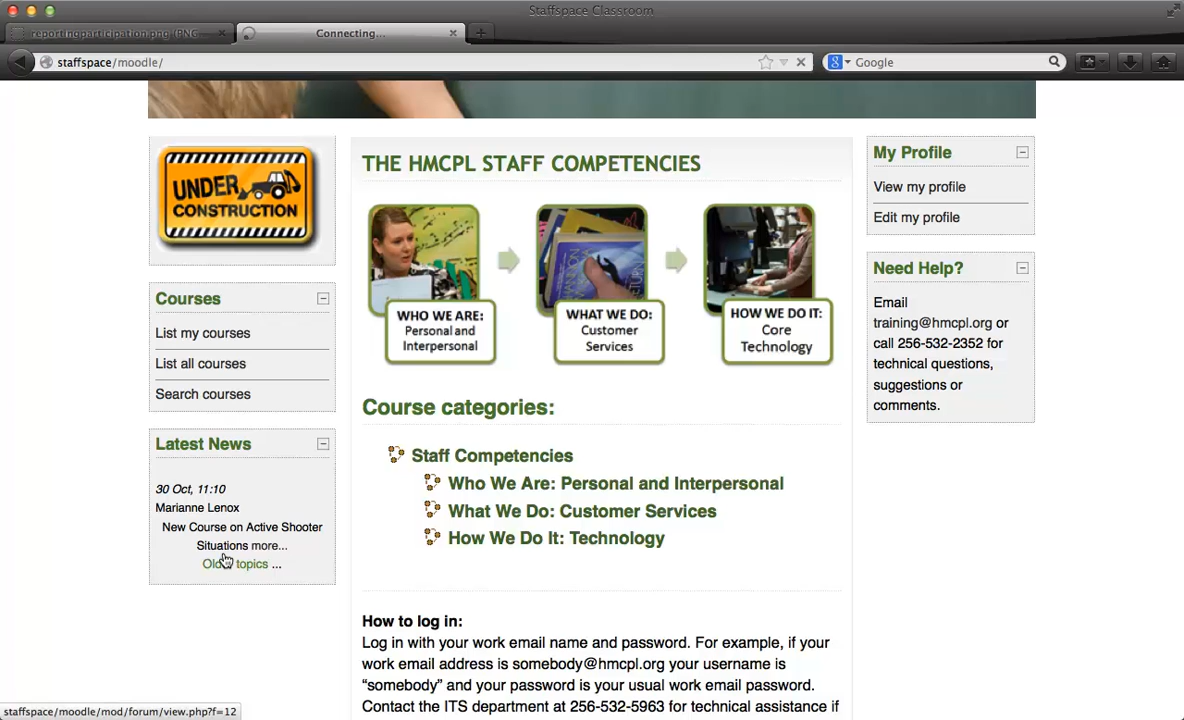 Staffspace Classroom
reportingparticipation.png (PNG
Connecting...
staffspace/moodle/
Google
UNDER
CONSTRUCTION
Courses
List my courses
List all courses
Search courses
Latest News
30 Oct, 11:10
Marianne Lenox
New Course on Active Shooter
Situations more...
topics ...
THE HMCPL STAFF COMPETENCIES
WHO WE ARE:
Personal and
Interpersonal
WHAT WE DO:
Customer
Services
HOW WE DO IT:
Core
Technology
Course categories:
Staff Competencies
Who We Are: Personal and Interpersonal
What We Do: Customer Services
How We Do It: Technology
How to log in:
Log in with your work email name and password. For example, if your
work email address is somebody@hmcpl.org your username is
“somebody” and your password is your usual work email password.
Contact the ITS department at 256-532-5963 for technical assistance if
My Profile
View my profile
Edit my profile
Need Help?
Email
training@hmcpl.org or
call 256-532-2352 for
technical questions,
suggestions or
comments.
staffspace/moodle/mod/forum/view.php?f=12